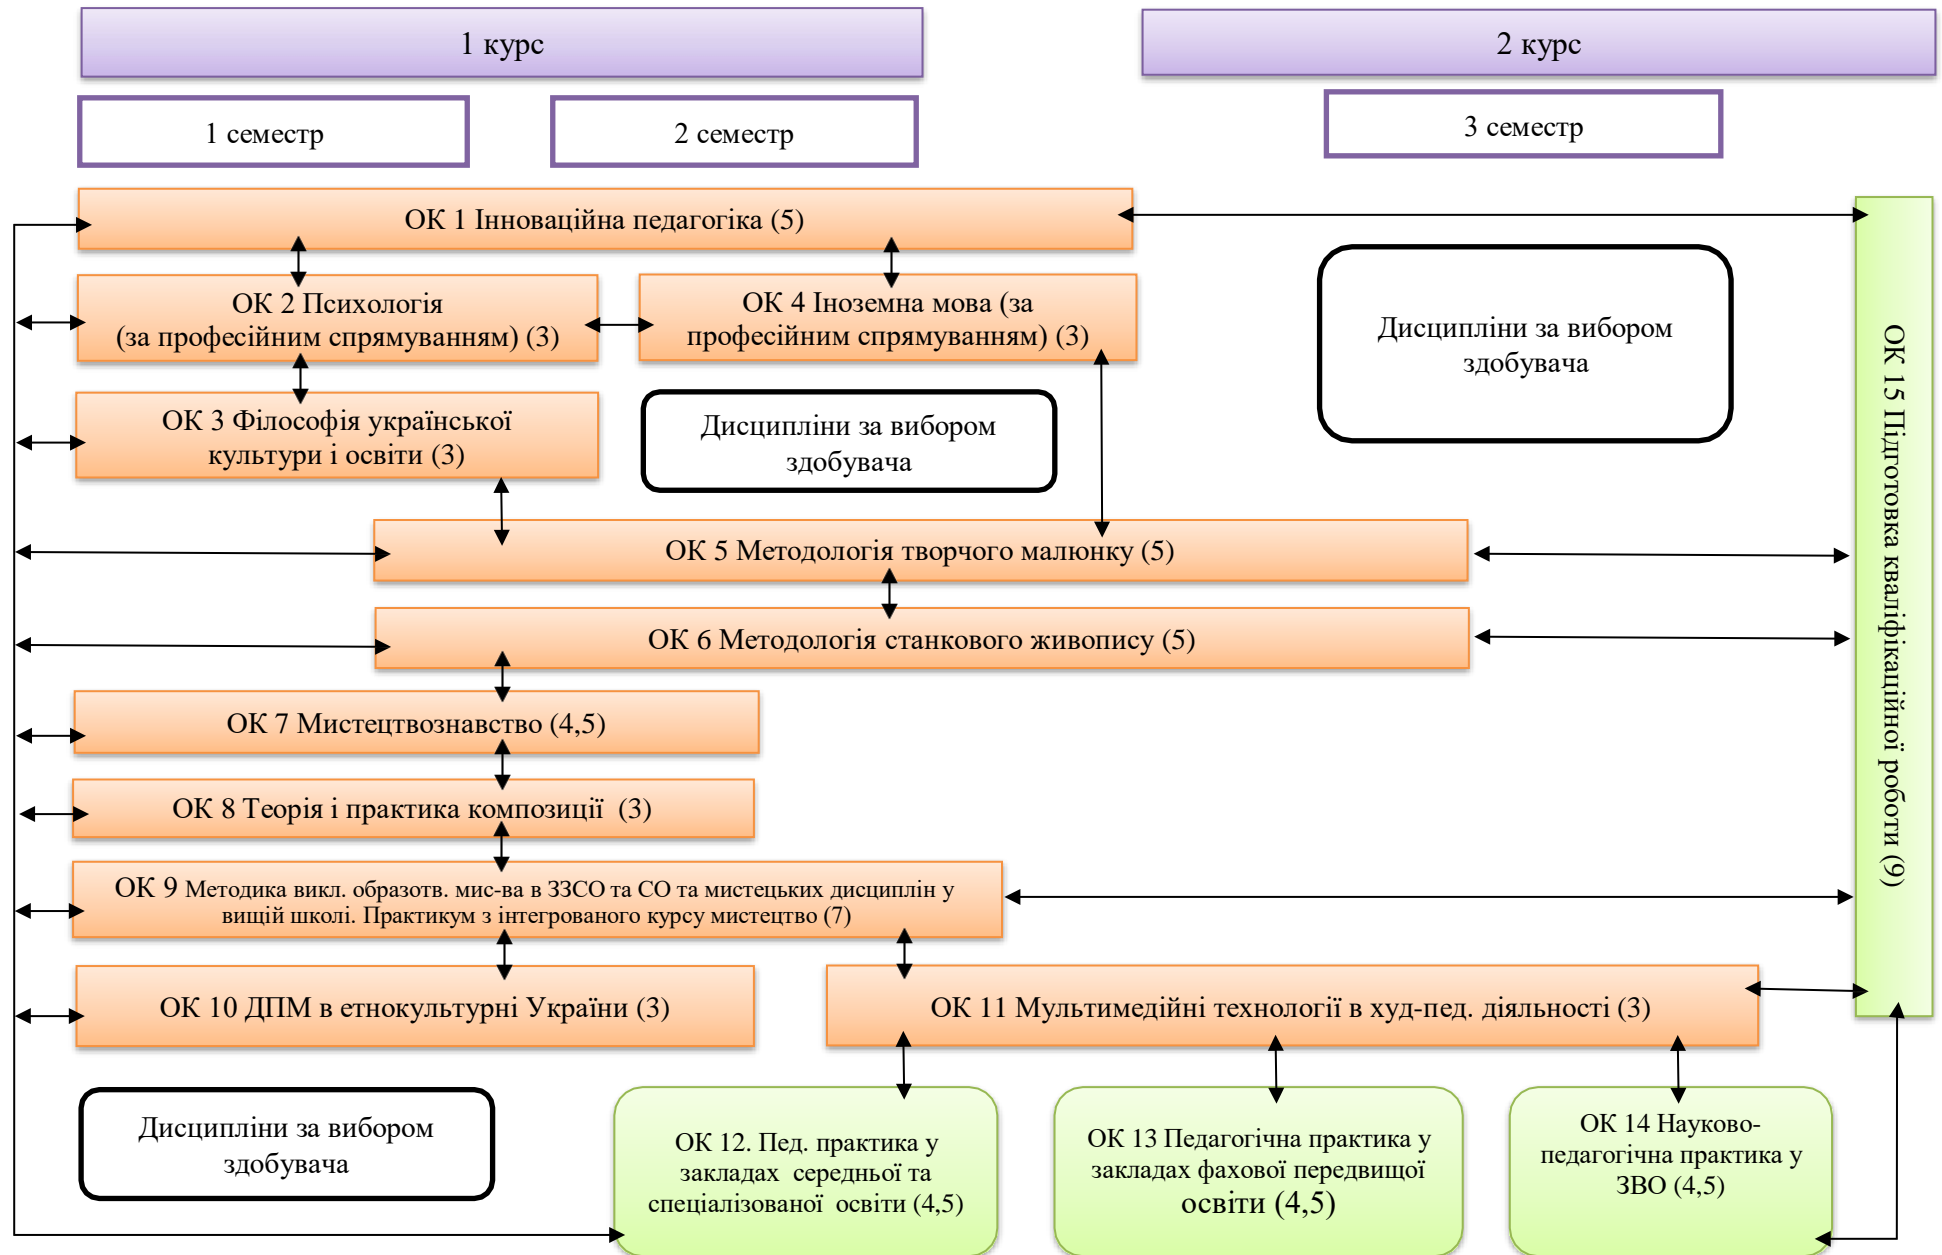 1 курс
2 курс
1 семестр
2 семестр
3 семестр
ОК 1 Інноваційна педагогіка (5)
ОК 2 Психологія
(за професійним спрямуванням) (3)
ОК 4 Іноземна мова (за
професійним спрямуванням) (3)
Дисципліни за вибором
здобувача
ОК 3 Філософія української
культури і освіти (3)
Дисципліни за вибором
здобувача
ОК 5 Методологія творчого малюнку (5)
ОК 6 Методологія станкового живопису (5)
ОК 7 Мистецтвознавство (4,5)
ОК 8 Теорія і практика композиції (3)
ОК 9 Методика викл. образотв. мис-ва в ЗЗСО та СО та мистецьких дисциплін у
вищій школі. Практикум з інтегрованого курсу мистецтво (7)
ОК 10 ДПМ в етнокультурні України (3)
ОК 11 Мультимедійні технології в худ-пед. діяльності (3)
Дисципліни за вибором
здобувача
ОК 12. Пед. практика у
закладах середньої та
спеціалізованої освіти (4,5)
ОК 13 Педагогічна практика у
закладах фахової передвищої
освіти (4,5)
ОК 14 Науково-
педагогічна практика у
ЗВО (4,5)
ОК 15 Підготовка кваліфікаційної роботи (9)